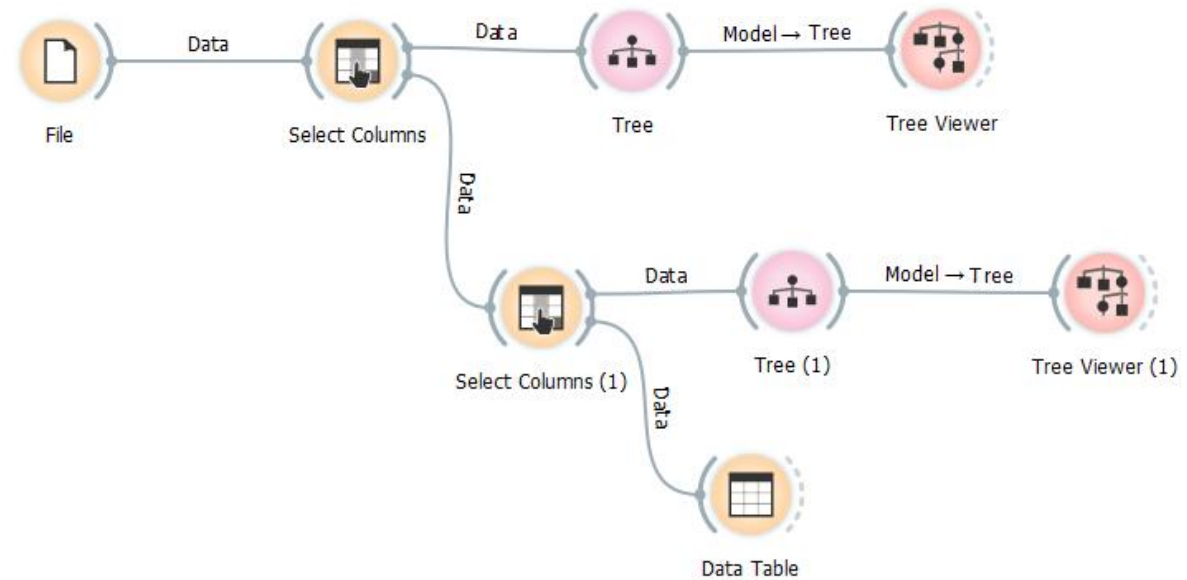 Data
Data
Model → Tree
File
Select Columns
Tree
Tree Viewer
Data
Data
Model → Tree
Select Columns (1)
Tree (1)
Tree Viewer (1)
Data
Data Table